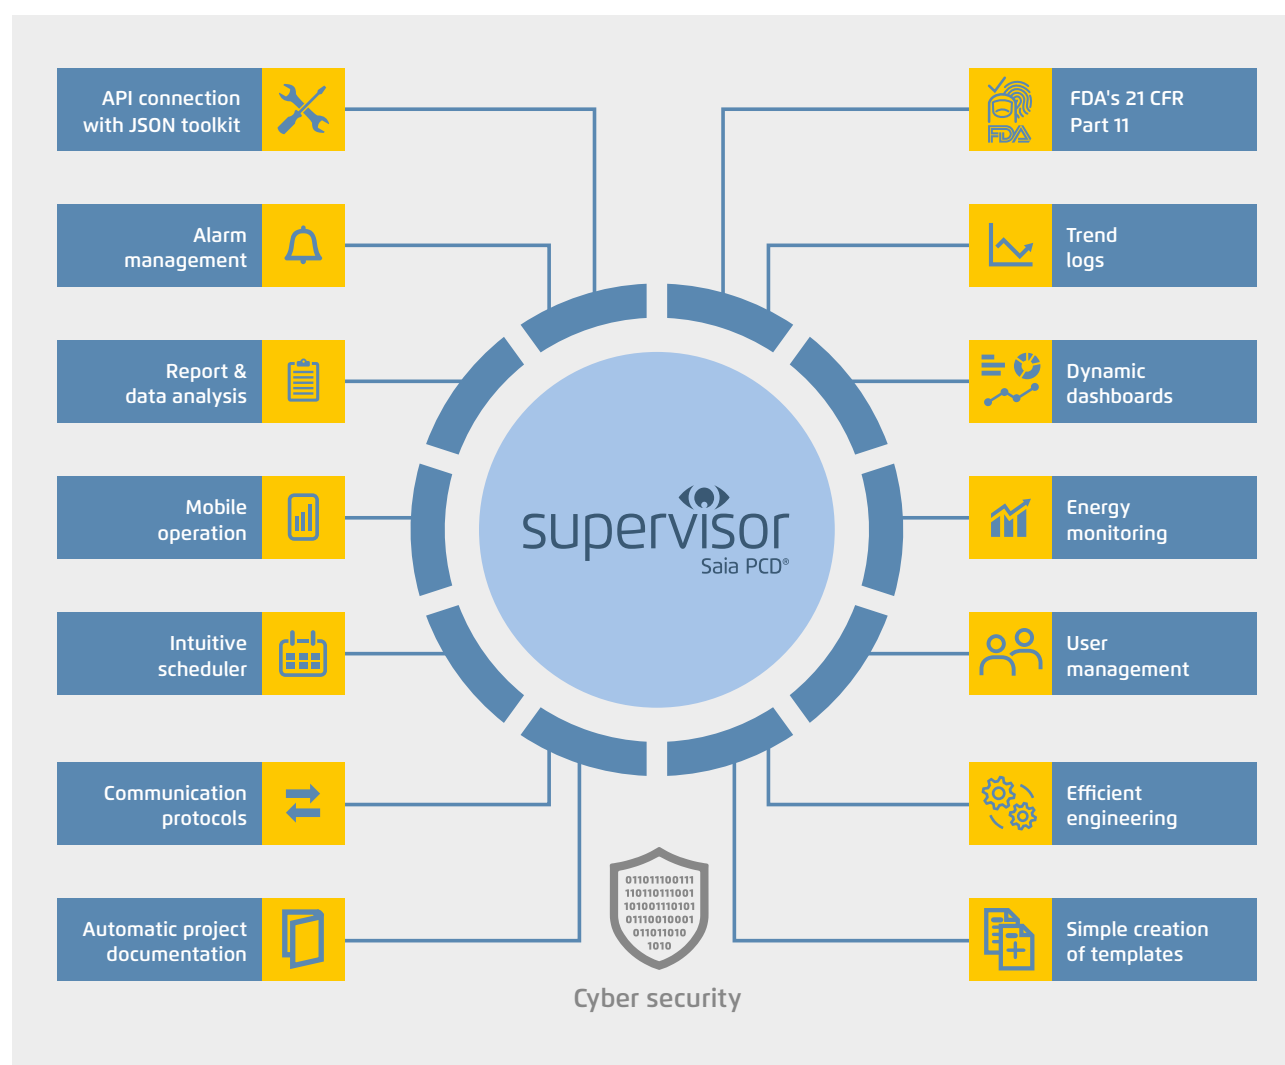 API connection
with JSON toolkit
Alarm
management
Report &
data analysis
Mobile
operation
Intuitive
scheduler
Communication
protocols
Automatic project
documentation
supervisor
Saia PCD®
011011100111
110110111001
101001110101
01110010001
011011010
1010
Cyber security
FDA
FDA's 21 CFR
Part 11
Trend
logs
Dynamic
dashboards
Energy
monitoring
User
management
Efficient
engineering
Simple creation
of templates